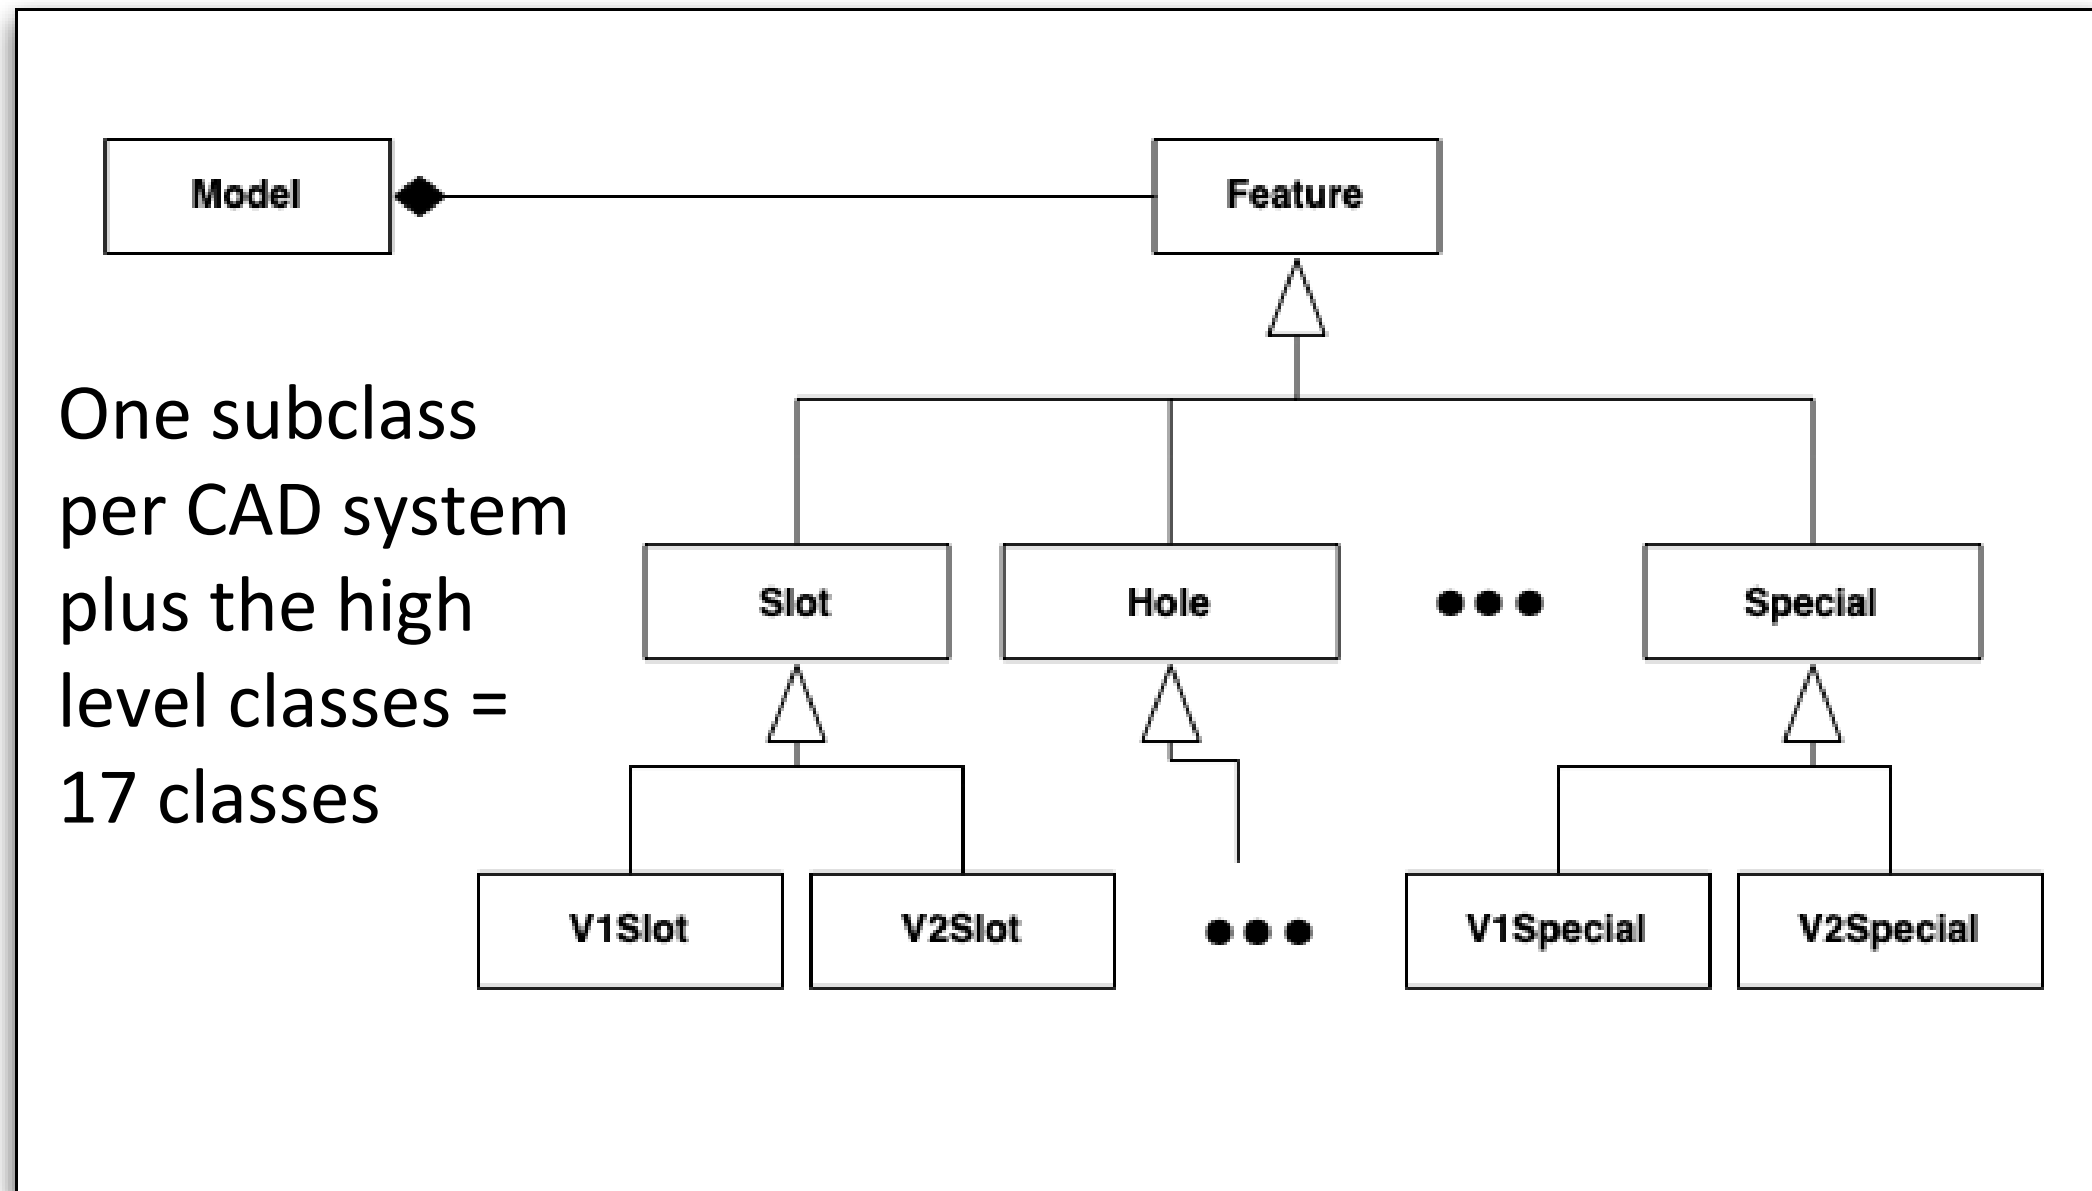 Model
Feature
One subclass
per CAD system
plus the high
level classes =
17 classes
Slot
Hole
Special
V1Slot
V2Slot
V1Special
V2Special